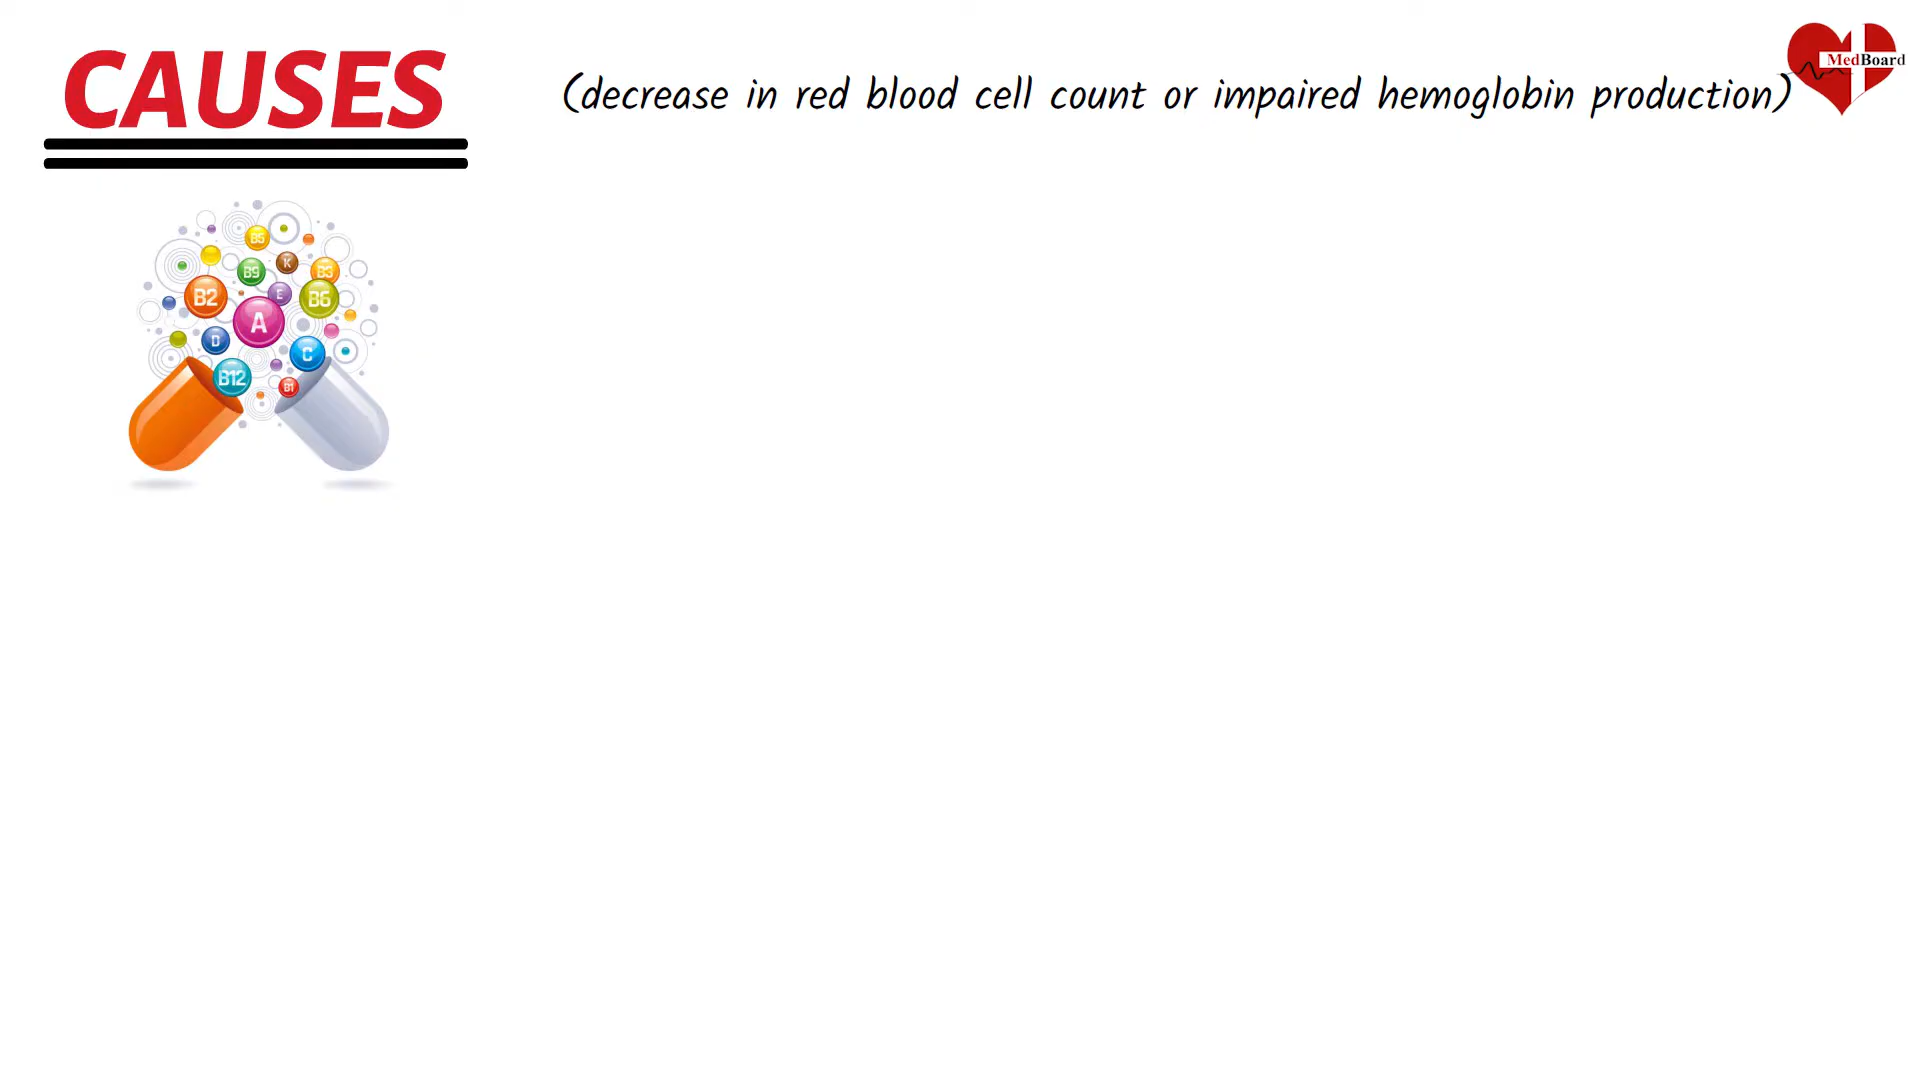 CAUSES
(decrease in red blood cell count or impaired hemoglobin production)
MedBoard
B5
B9
K
B3
B2
E
B6
A
D
C
B12
B1